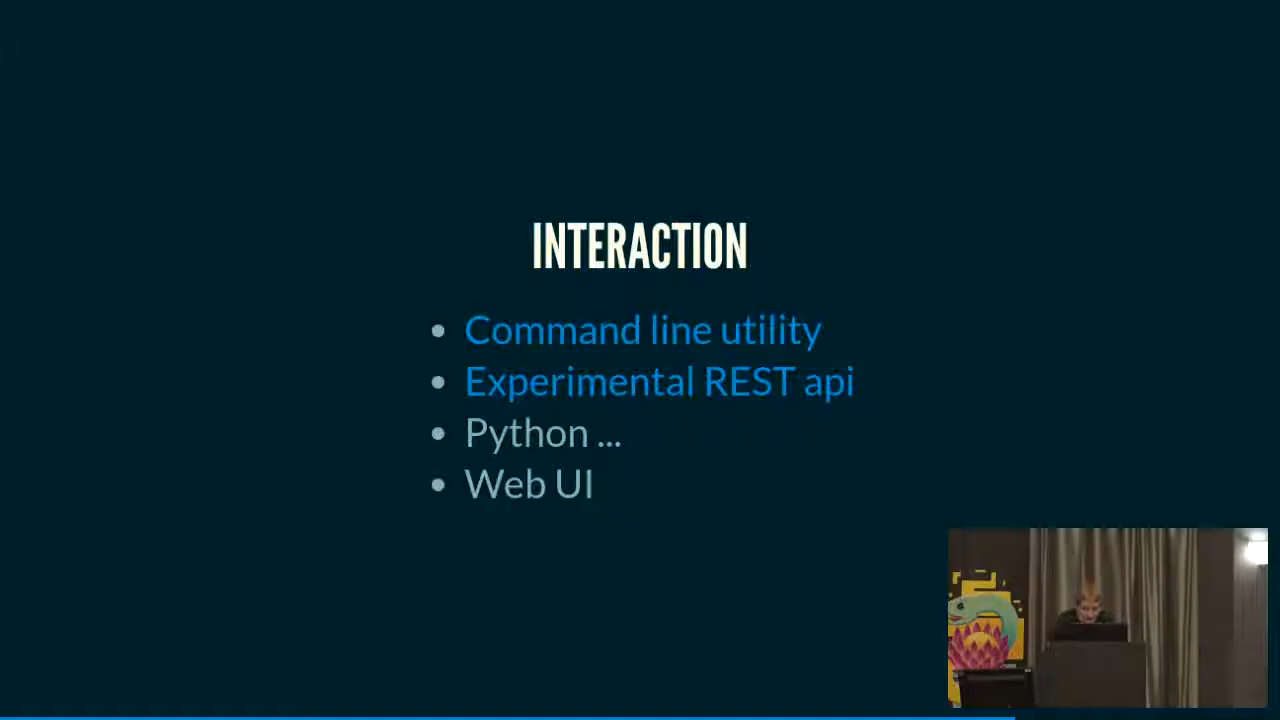 INTERACTION
Command line utility
Experimental REST api
Python ...
Web UI